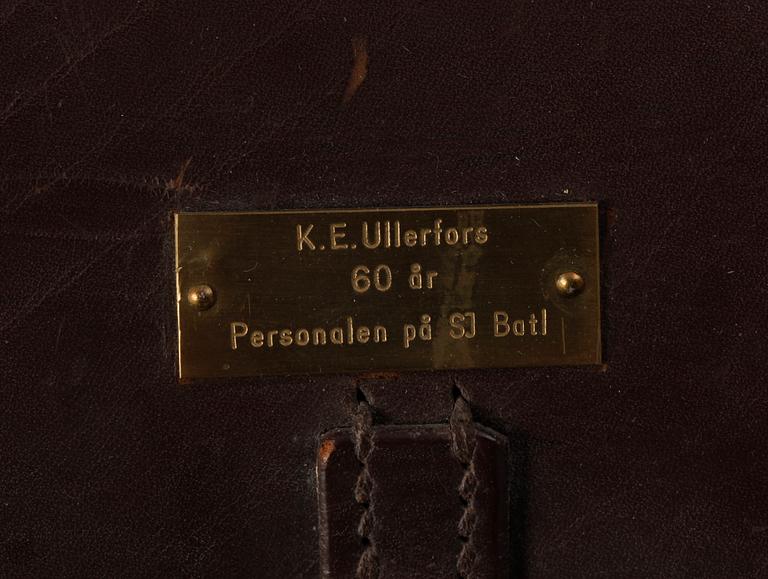 K.E.Ullerfors
60 år
Personalen på SJ Batl